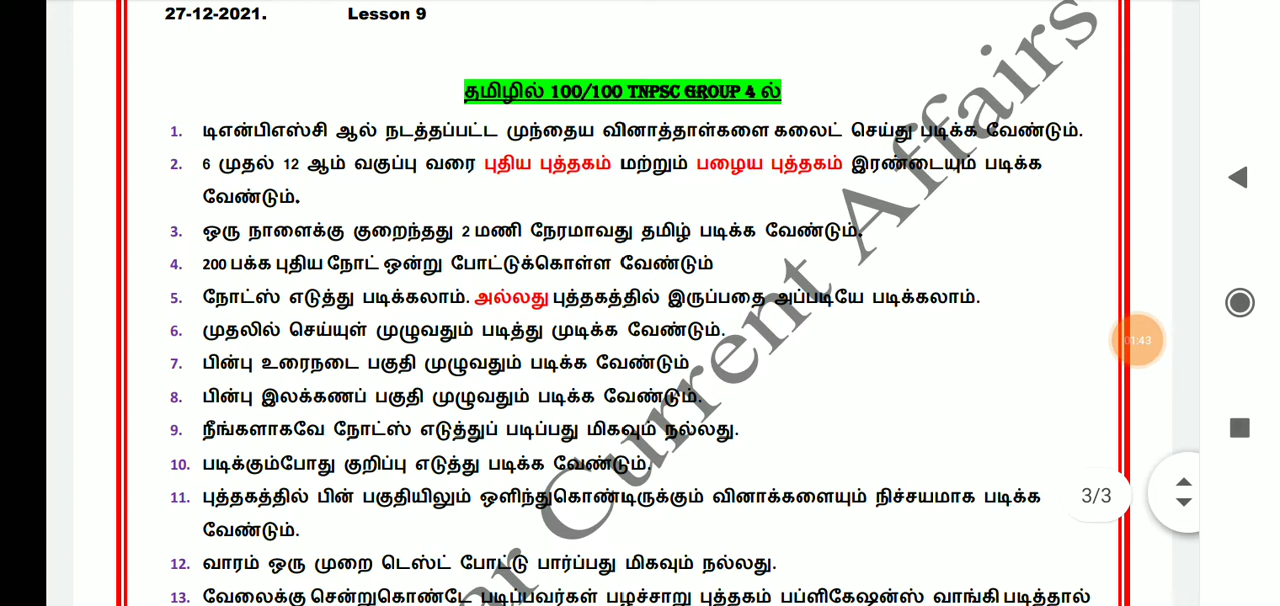 27-12-2021. Lesson 9
தமிழில் 100/100 TNPSC GROUP 4 ல்
1. டிஎன்பிஎஸ்சி ஆல் நடத்தப்பட்ட முந்தைய வினாத்தாள்களை கலைட் செய்து படிக்க வேண்டும்.
2. 6 முதல் 12 ஆம் வகுப்பு வரை புதிய புத்தகம் மற்றும் பழைய புத்தகம் இரண்டையும் படிக்க
வேண்டும்.
3. ஒரு நாளைக்கு குறைந்தது 2 மணி நேரமாவது தமிழ் படிக்க வேண்டும்.
4. 200 பக்க புதிய நோட் ஒன்று போட்டுக்கொள்ள வேண்டும்
5. நோட்ஸ் எடுத்து படிக்கலாம். அல்லது புத்தகத்தில் இருப்பதை அப்படியே படிக்கலாம்.
6. முதலில் செய்யுள் முழுவதும் படித்து முடிக்க வேண்டும்.
7. பின்பு உரைநடை பகுதி முழுவதும் படிக்க வேண்டும்
8. பின்பு இலக்கணப் பகுதி முழுவதும் படிக்க வேண்டும்.
9. நீங்களாகவே நோட்ஸ் எடுத்துப் படிப்பது மிகவும் நல்லது.
10. படிக்கும்போது குறிப்பு எடுத்து படிக்க வேண்டும்.
11. புத்தகத்தில் பின் பகுதியிலும் ஒளிந்துகொண்டிருக்கும் வினாக்களையும் நிச்சயமாக படிக்க
வேண்டும்.
12. வாரம் ஒரு முறை டெஸ்ட் போட்டு பார்ப்பது மிகவும் நல்லது.
13. வேலைக்கு சென்றுகொண்டே படிப்பவர்கள் பழச்சாறு புத்தகம் பப்ளிகேஷன்ஸ் வாங்கி படித்தால்
Current Affairs
01:43
3/3